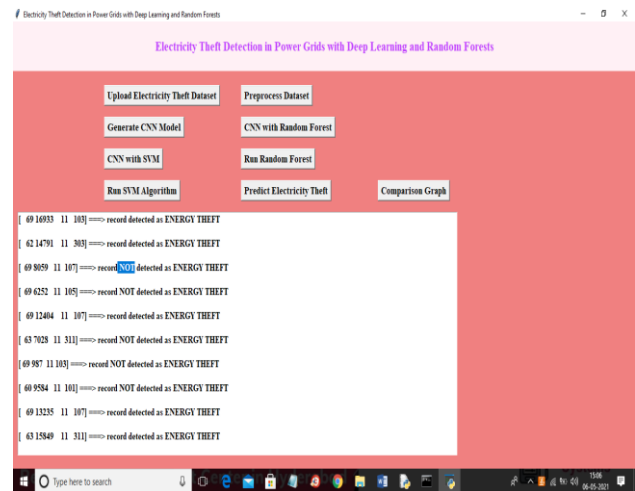 Electricity Theft Detection in Power Grids with Deep Learning and Random Forests
Electricity Theft Detection in Power Grids with Deep Learning and Random Forests
Upload Electricity Theft Dataset Preprocess Dataset
Generate CNN Model CNN with Random Forest
CNN with SVM Run Random Forest
Run SVM Algorithm Predict Electricity Theft Comparison Graph
[ 69 16933 11 103] ===> record detected as ENERGY THEFT
[ 62 14791 11 303] ===> record detected as ENERGY THEFT
[ 69 8059 11 107] ===> record NOT detected as ENERGY THEFT
[ 69 6252 11 105] ===> record NOT detected as ENERGY THEFT
[ 69 12404 11 107] ===> record detected as ENERGY THEFT
[ 63 7028 11 311] ===> record NOT detected as ENERGY THEFT
[ 69 987 11 103] ===> record NOT detected as ENERGY THEFT
[ 60 9584 11 101] ===> record NOT detected as ENERGY THEFT
[ 69 13235 11 107] ===> record detected as ENERGY THEFT
[ 63 15849 11 311] ===> record detected as ENERGY THEFT
Type here to search
15:06
06-05-2021